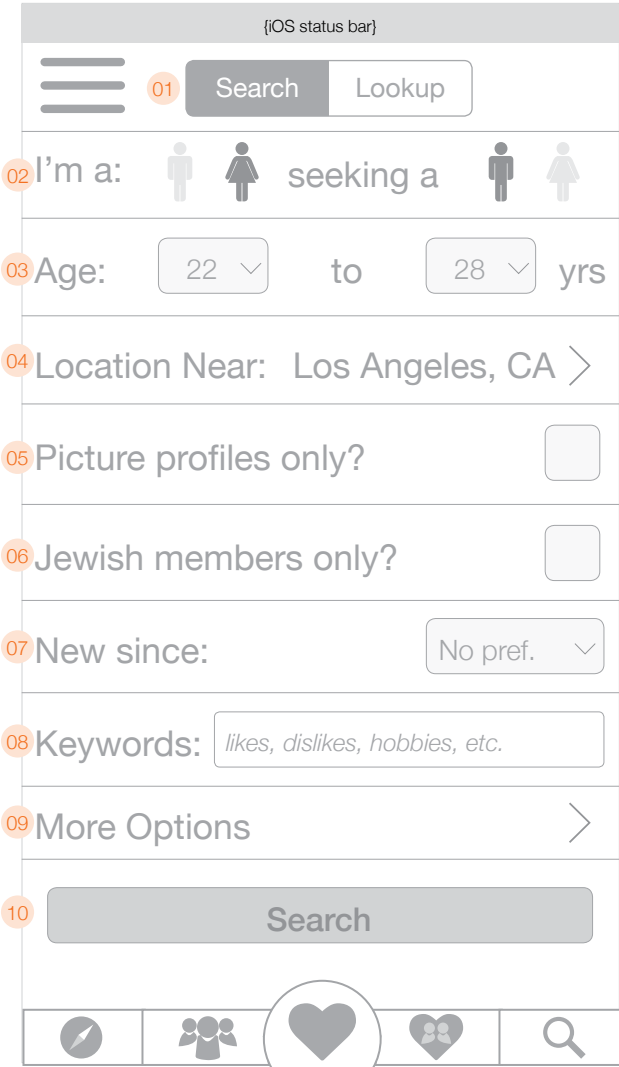 {iOS status bar}
01 Search Lookup
02 I'm a: seeking a
03 Age: 22 to 28 yrs
04 Location Near: Los Angeles, CA
05 Picture profiles only?
06 Jewish members only?
07 New since: No pref.
08 Keywords: likes, dislikes, hobbies, etc.
09 More Options
10 Search